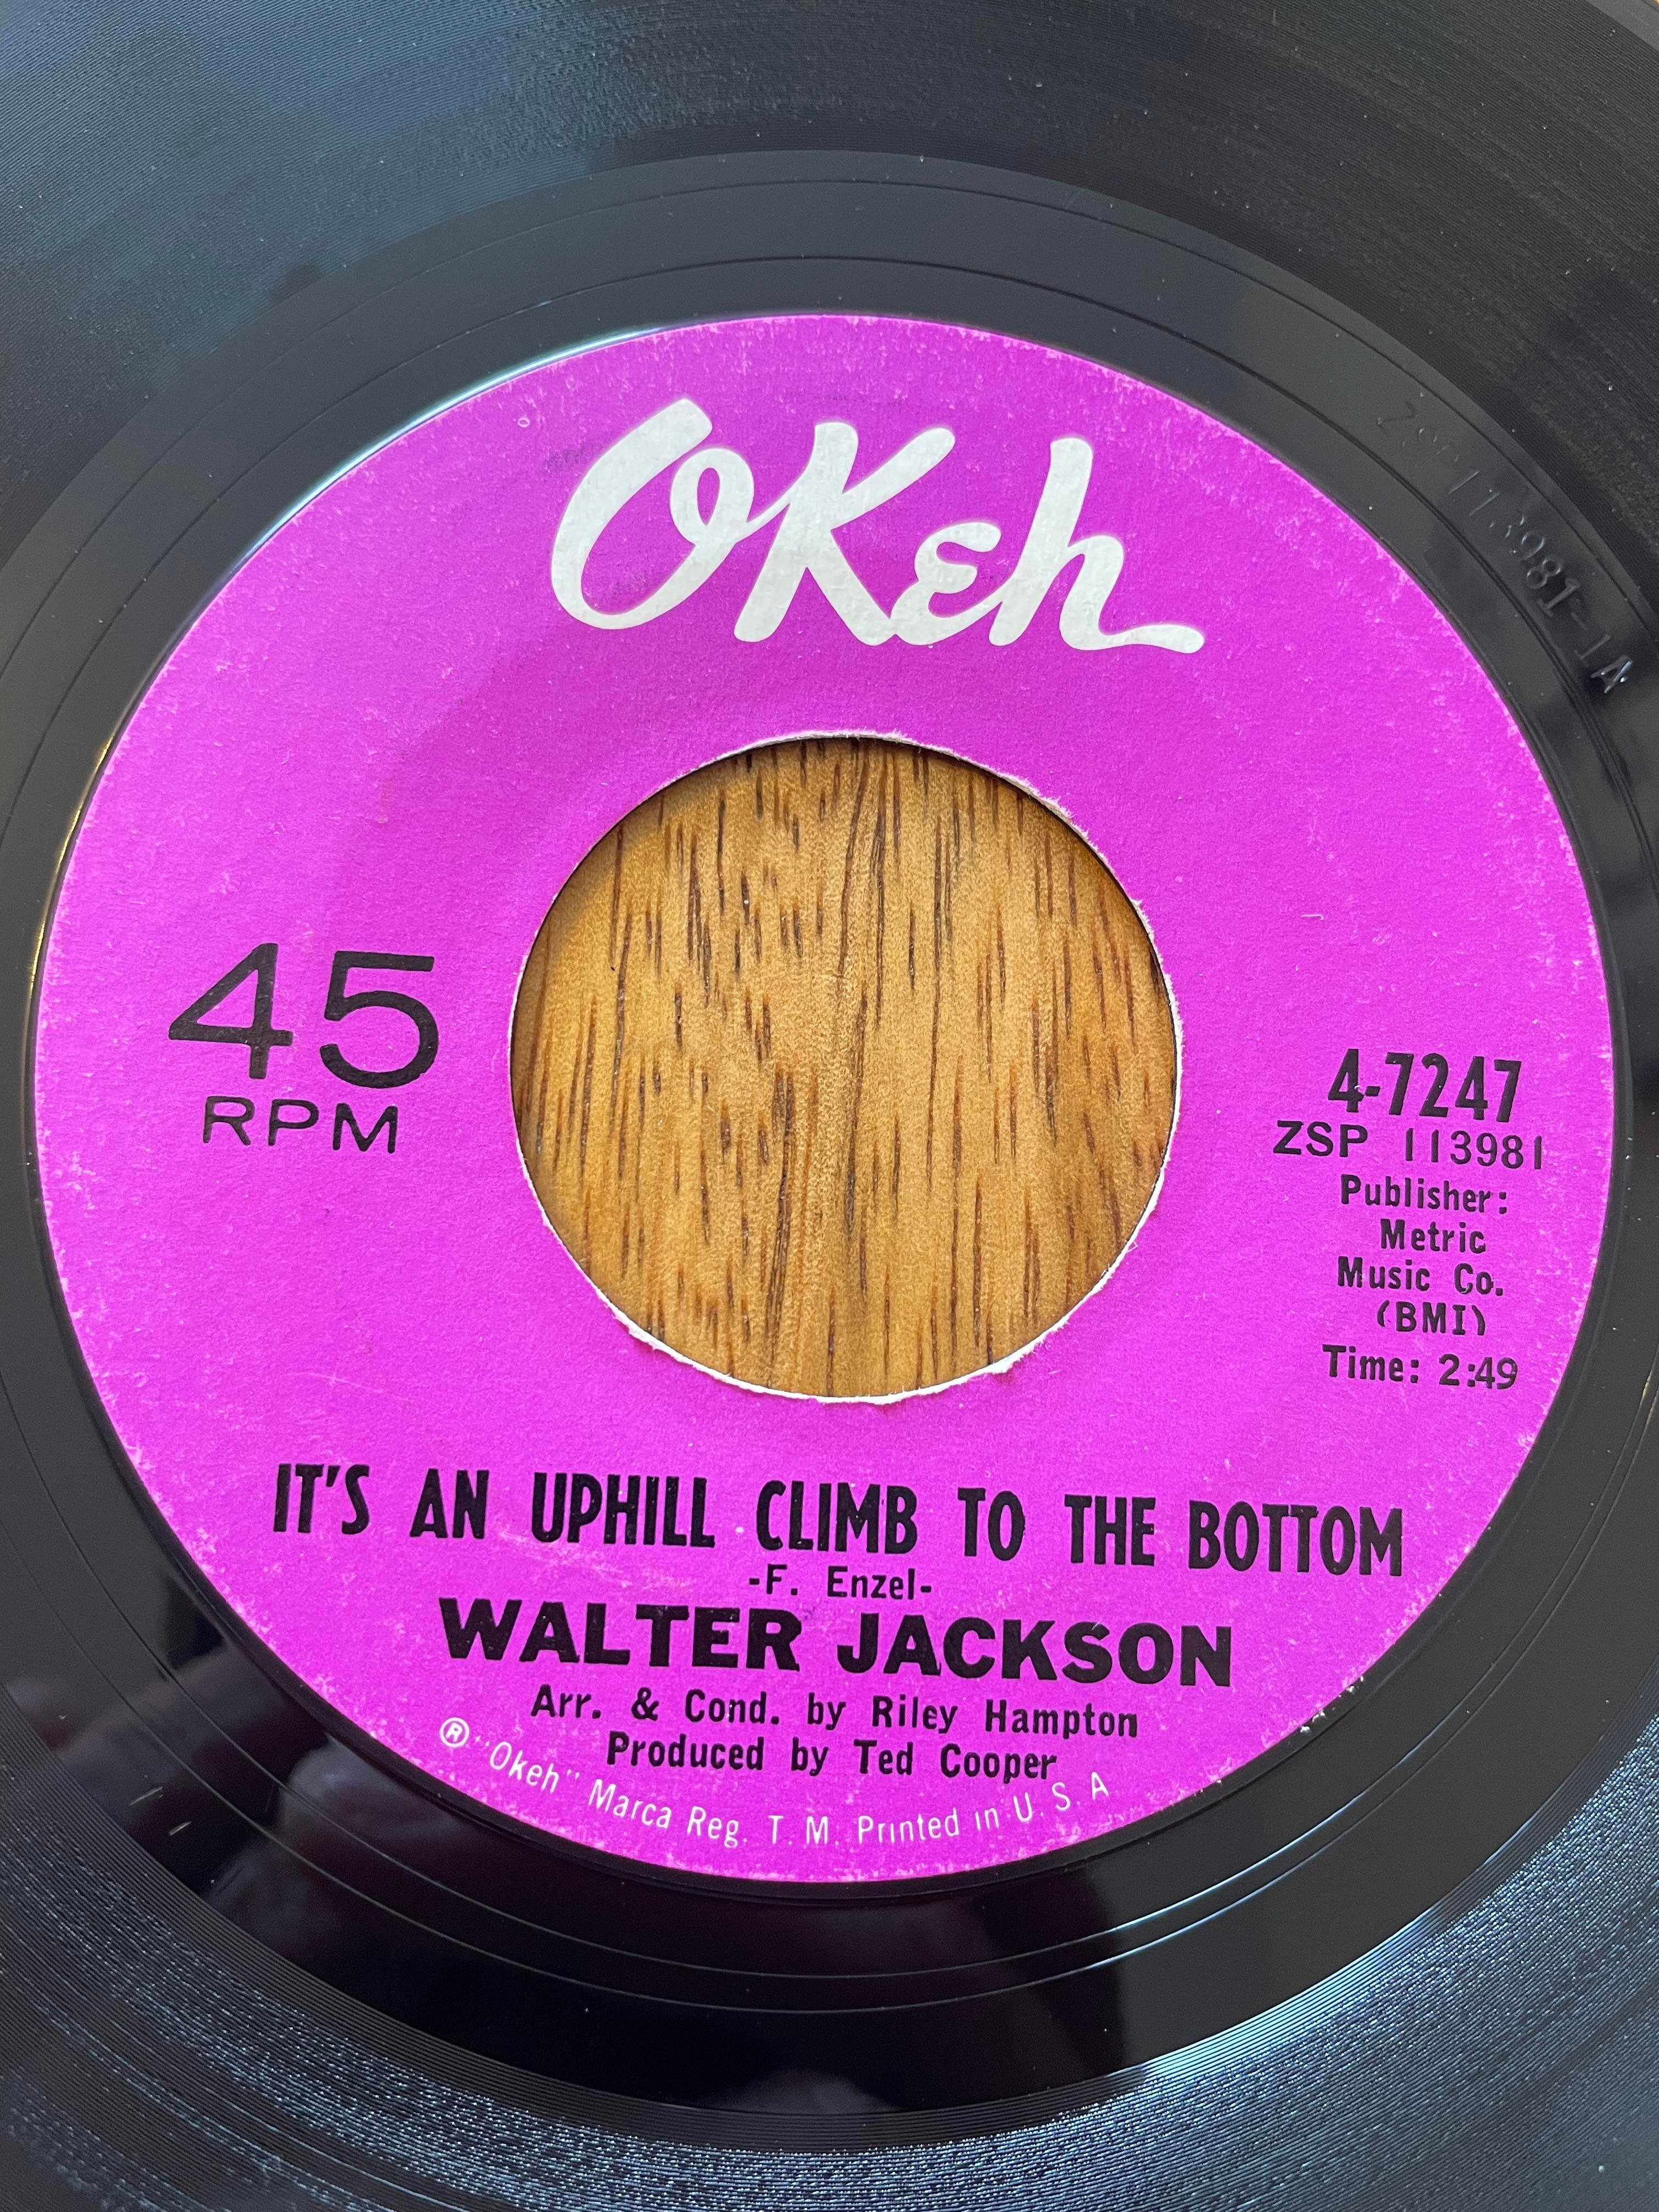 OKeh
ZSP113981-1A
45
RPM
4-7247
ZSP 113981
Publisher:
Metric
Music Co.
(BMI)
Time: 2:49
IT'S AN UPHILL CLIMB TO THE BOTTOM
-F. Enzel-
WALTER JACKSON
Arr. & Cond. by Riley Hampton
Produced by Ted Cooper
® "Okeh" Marca Reg. T. M. Printed in U. S. A